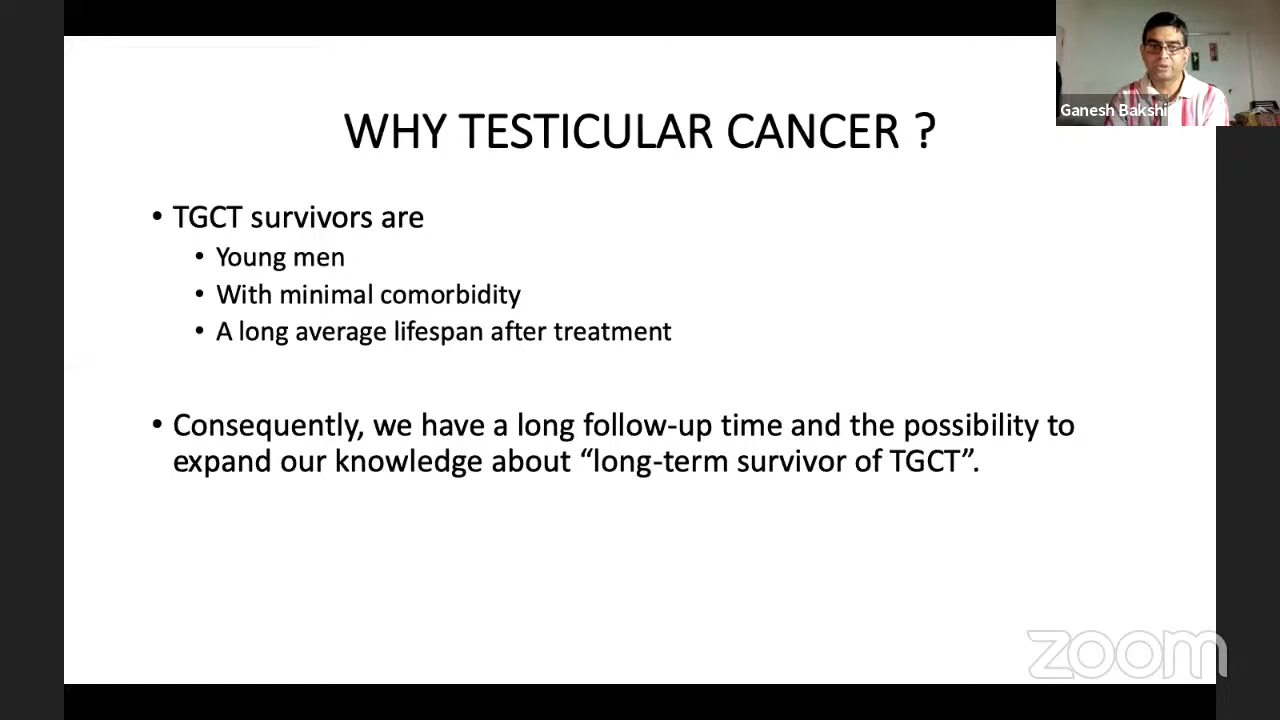 WHY TESTICULAR CANCER ?
Ganesh Bakshi
• TGCT survivors are
• Young men
• With minimal comorbidity
• A long average lifespan after treatment
• Consequently, we have a long follow-up time and the possibility to
expand our knowledge about “long-term survivor of TGCT”.
zoom